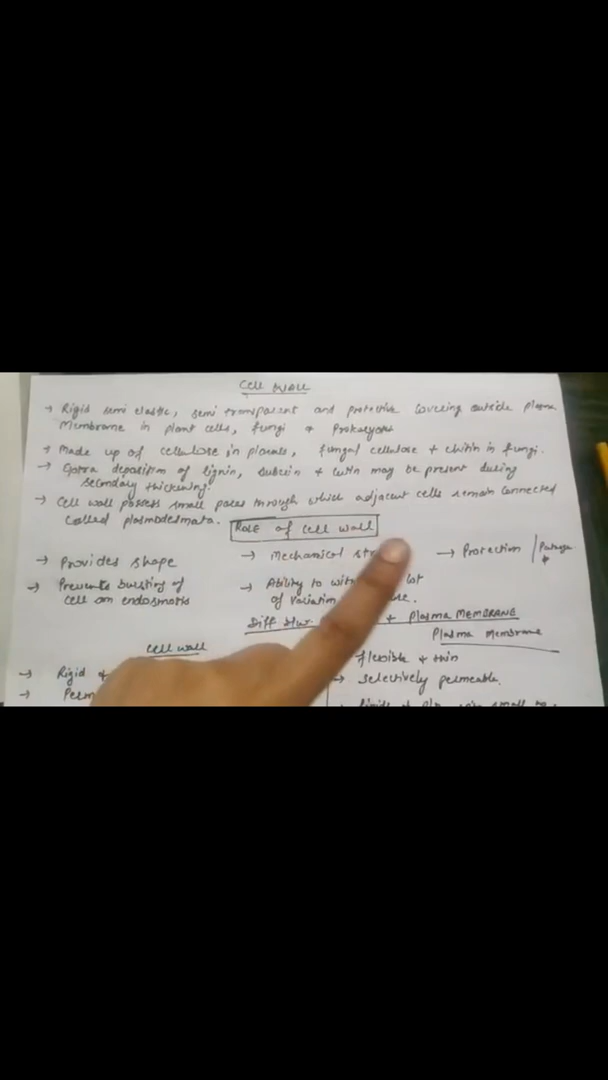 Cell Wall
→ Rigid semi elastic, semi transparent and protective covering outside plasma
Membrane in plant cells, fungi & Prokaryotes
→ Made up of cellulose in plants, fungal cellulose + chitin in fungi.
→ Extra deposition of lignin, suberin + cutin may be present during
secondary thickening.
→ Cell wall possess small pores through which adjacent cells remain connected
called plasmodesmata.
Role of cell wall
→ Provides shape → Mechanical → Protection
→ Prevents bursting of
cell on endosmosis
→ Ability to lot
of variation
Diff btw + Plasma MEMBRANE
cell wall Plasma Membrane
→ Rigid flexible + thin
→ → selectively permeable.